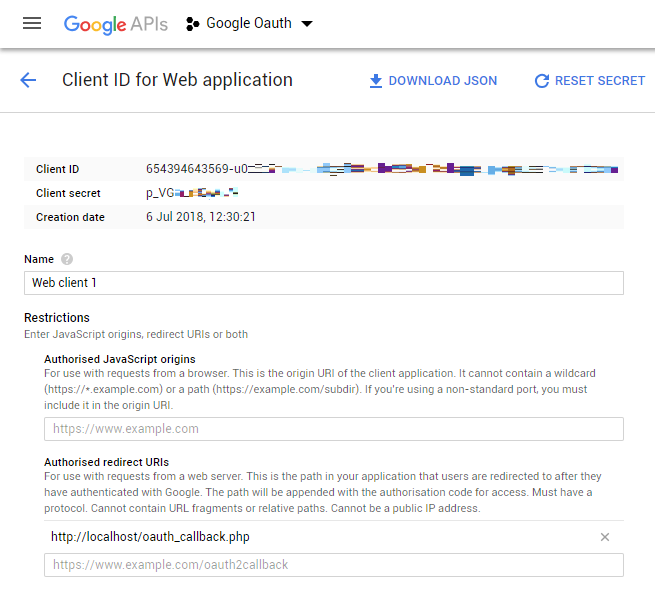 Google APIs Google Oauth
Client ID for Web application DOWNLOAD JSON RESET SECRET
Client ID 654394643569-u0
Client secret p_VG
Creation date 6 Jul 2018, 12:30:21
Name ?
Web client 1
Restrictions
Enter JavaScript origins, redirect URIs or both
Authorised JavaScript origins
For use with requests from a browser. This is the origin URI of the client application. It cannot contain a wildcard
(https://*.example.com) or a path (https://example.com/subdir). If you're using a non-standard port, you must
include it in the origin URI.
https://www.example.com
Authorised redirect URIs
For use with requests from a web server. This is the path in your application that users are redirected to after they
have authenticated with Google. The path will be appended with the authorisation code for access. Must have a
protocol. Cannot contain URL fragments or relative paths. Cannot be a public IP address.
http://localhost/oauth_callback.php
https://www.example.com/oauth2callback